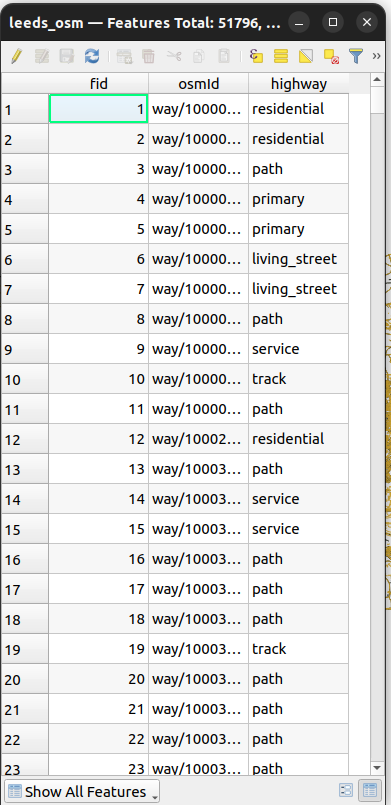 leeds_osm — Features Total: 51796, ...
fid osmId highway
1 1 way/10000... residential
2 2 way/10000... residential
3 3 way/10000... path
4 4 way/10000... primary
5 5 way/10000... primary
6 6 way/10000... living_street
7 7 way/10000... living_street
8 8 way/10000... path
9 9 way/10000... service
10 10 way/10000... track
11 11 way/10000... path
12 12 way/10002... residential
13 13 way/10003... path
14 14 way/10003... service
15 15 way/10003... service
16 16 way/10003... path
17 17 way/10003... path
18 18 way/10003... path
19 19 way/10003... track
20 20 way/10003... path
21 21 way/10003... path
22 22 way/10003... path
23 23 way/10003... path
Show All Features